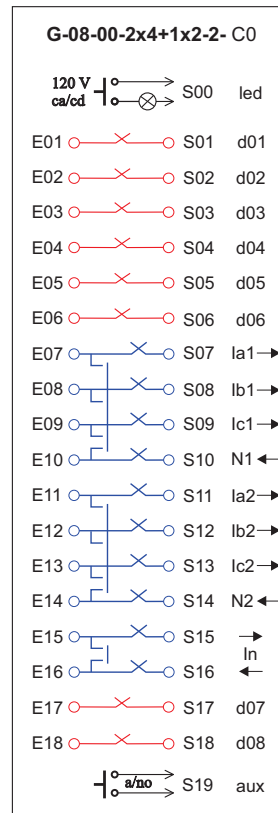 G-08-00-2x4+1x2-2- C0
120 V
ca/cd
S00 led
E01 S01 d01
E02 S02 d02
E03 S03 d03
E04 S04 d04
E05 S05 d05
E06 S06 d06
E07 S07 Ia1
E08 S08 Ib1
E09 S09 Ic1
E10 S10 N1
E11 S11 Ia2
E12 S12 Ib2
E13 S13 Ic2
E14 S14 N2
E15 S15
In
E16 S16
E17 S17 d07
E18 S18 d08
a/no S19 aux